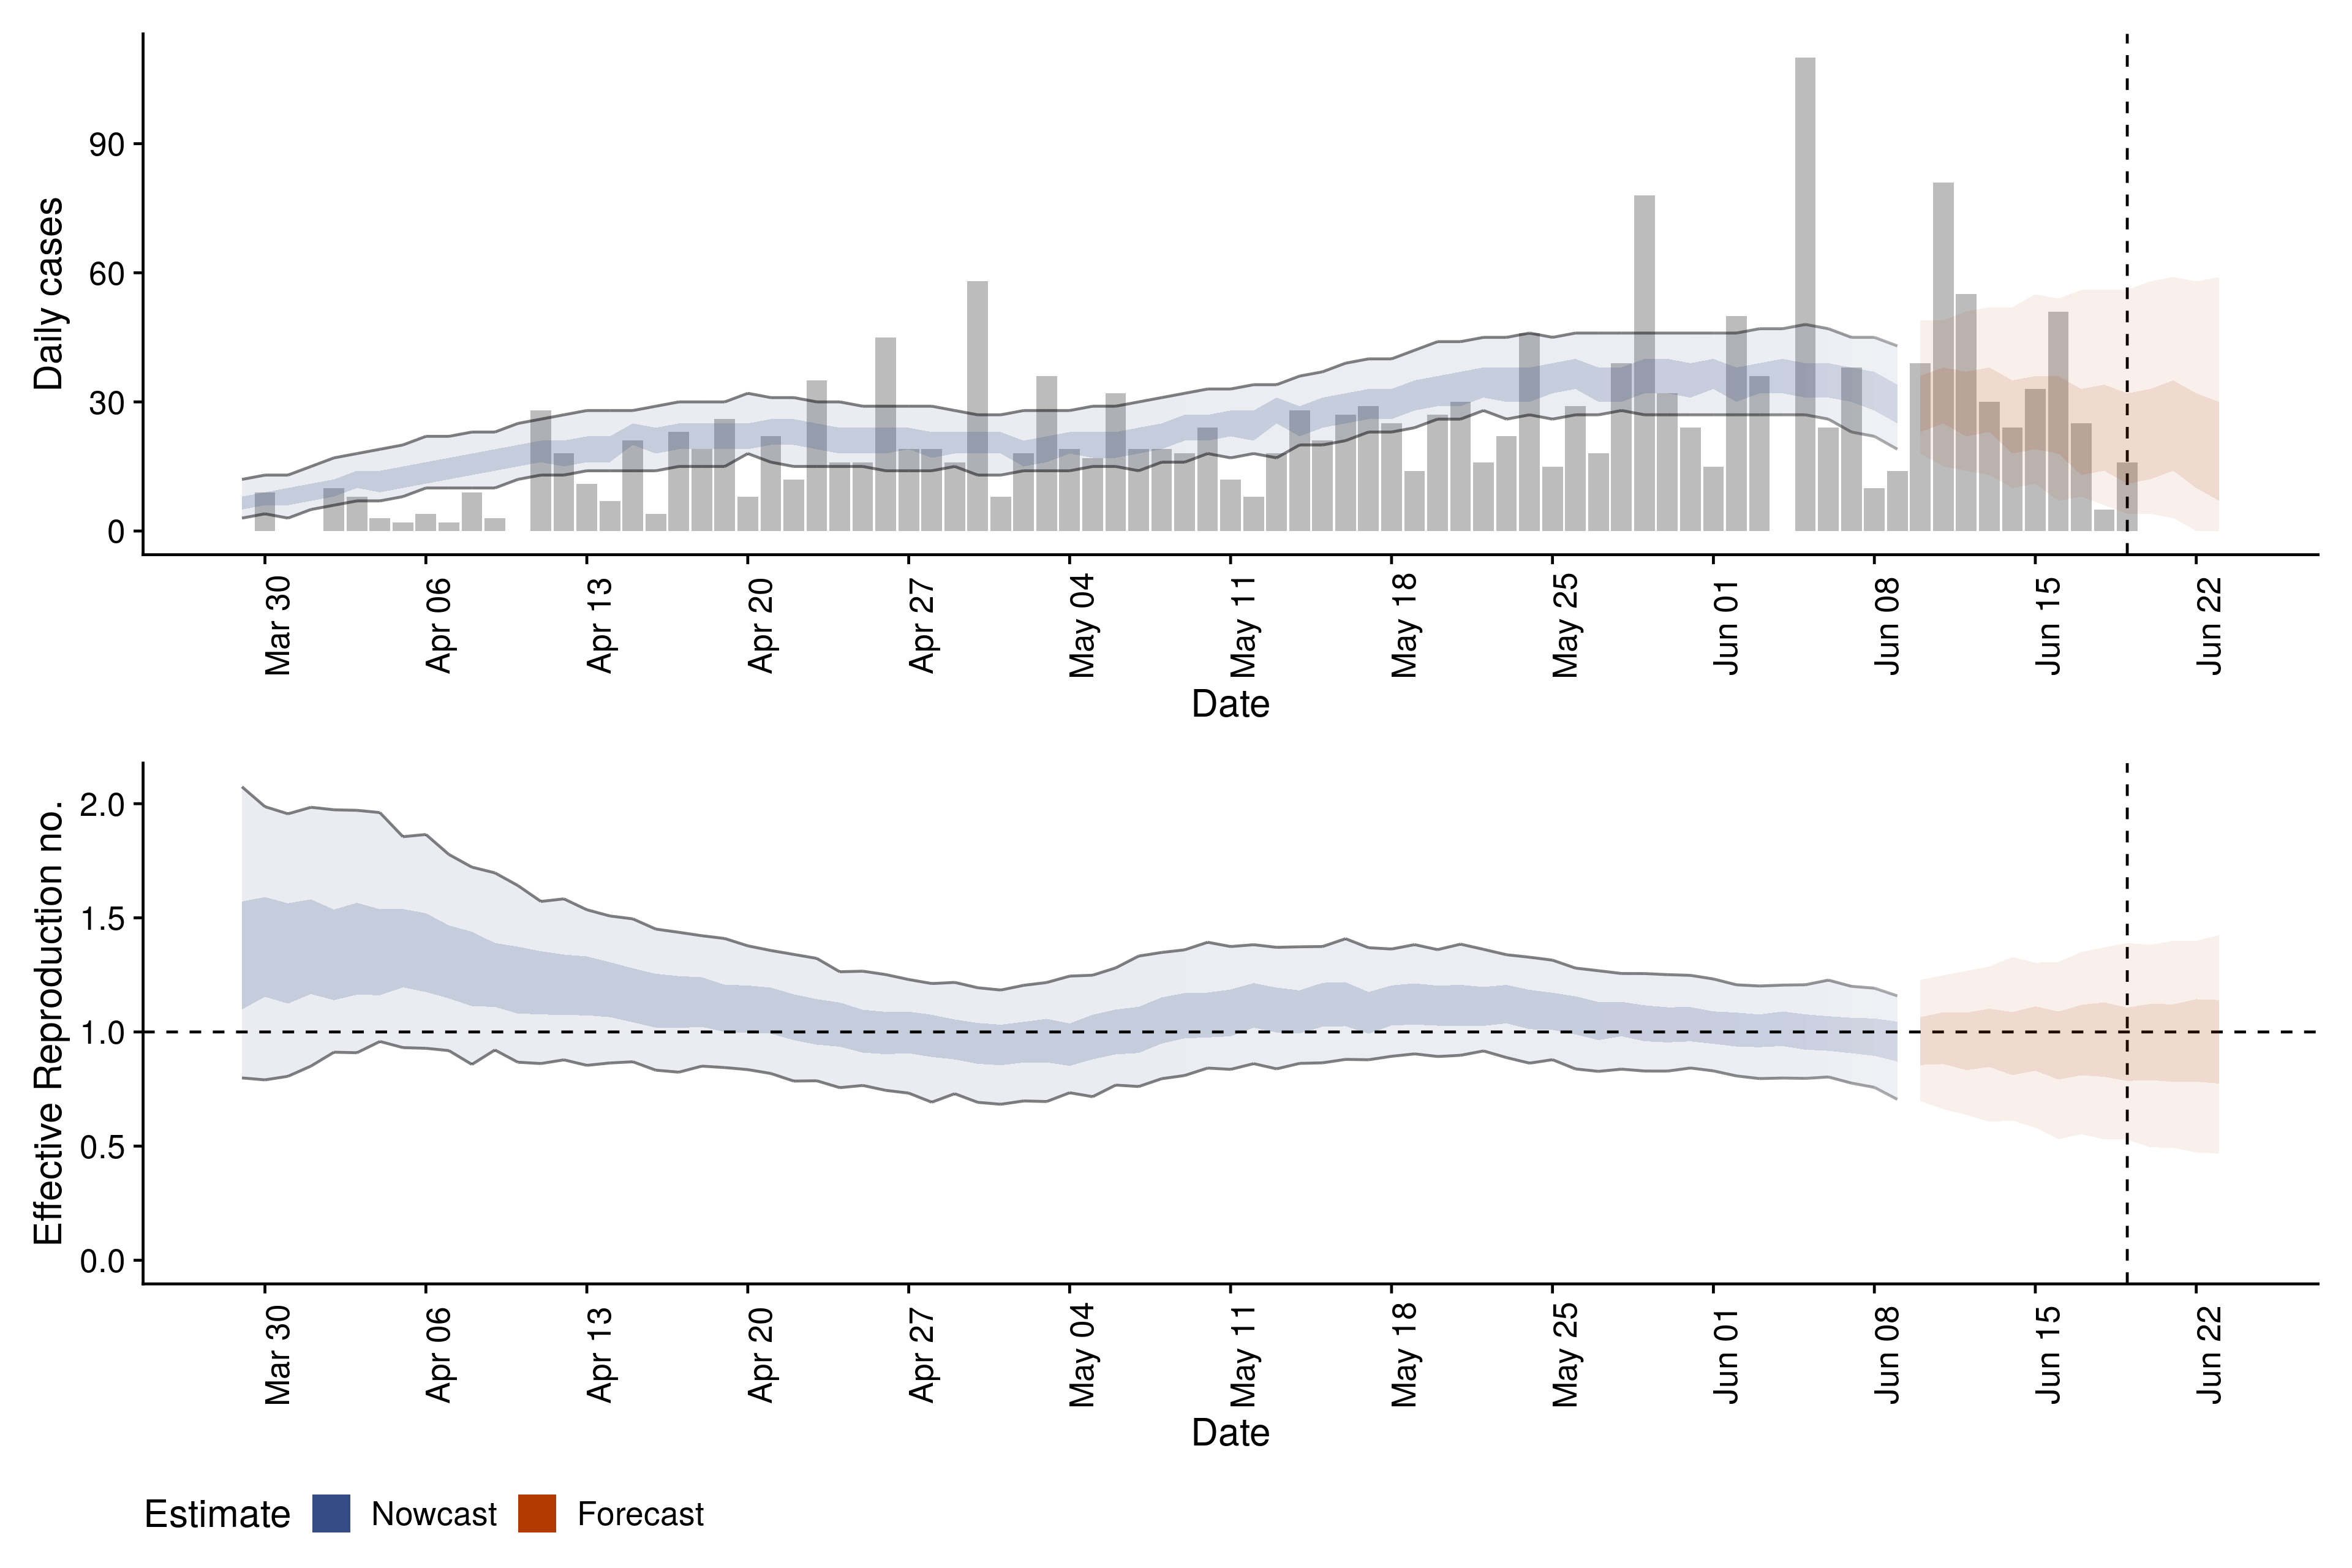 Daily cases
90
60
30
0
Mar 30
Apr 06
Apr 13
Apr 20
Apr 27
May 04
May 11
May 18
May 25
Jun 01
Jun 08
Jun 15
Jun 22
Date
Effective Reproduction no.
2.0
1.5
1.0
0.5
0.0
Mar 30
Apr 06
Apr 13
Apr 20
Apr 27
May 04
May 11
May 18
May 25
Jun 01
Jun 08
Jun 15
Jun 22
Date
Estimate Nowcast Forecast